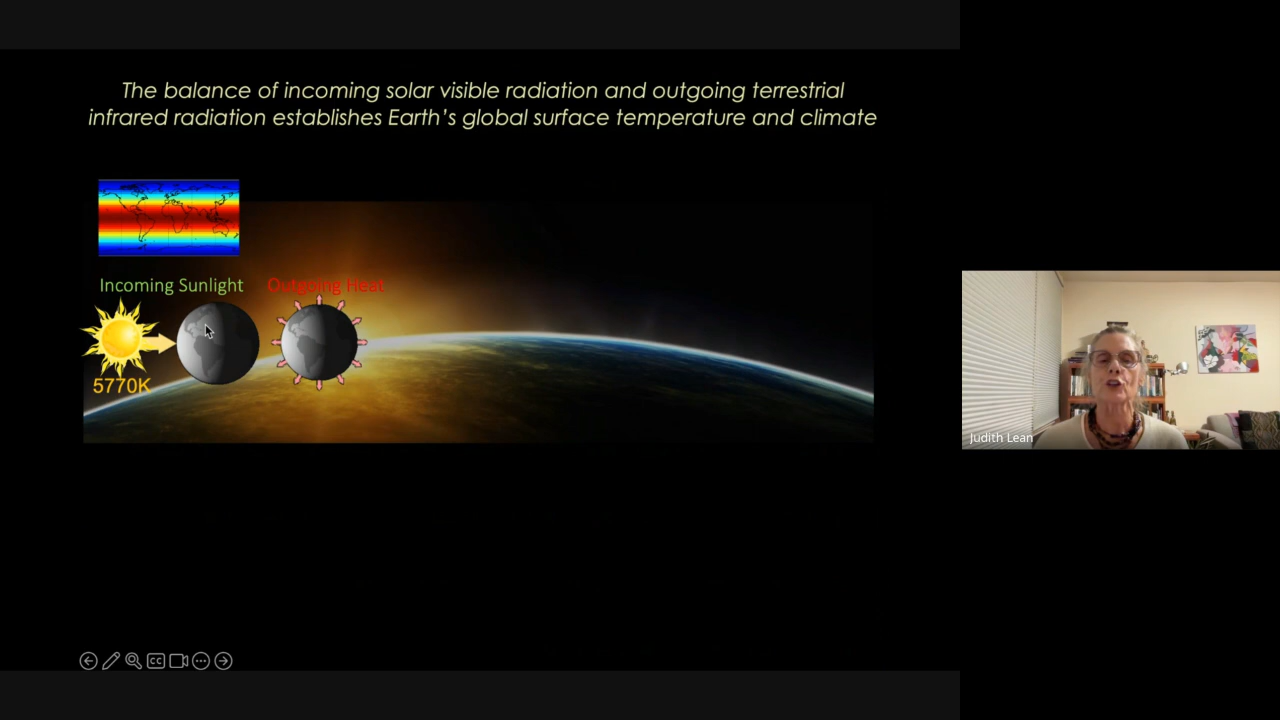 The balance of incoming solar visible radiation and outgoing terrestrial
infrared radiation establishes Earth's global surface temperature and climate
Incoming Sunlight
Outgoing Heat
5770K
Judith Lean
CC